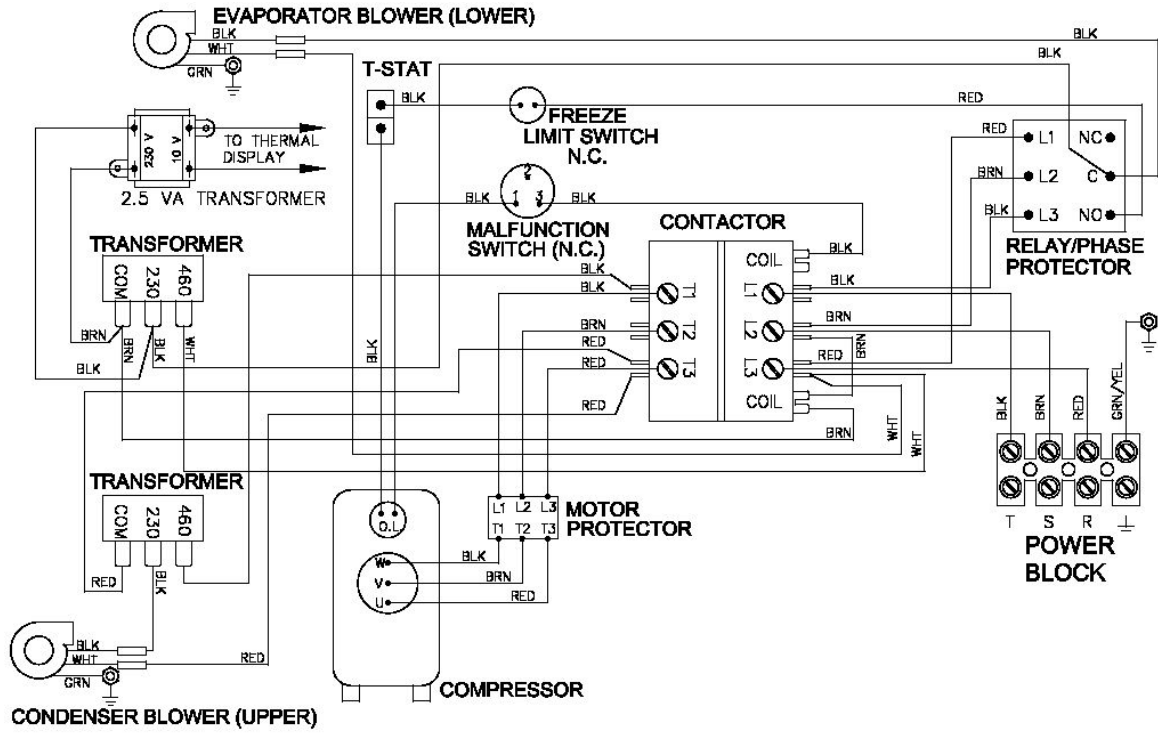 EVAPORATOR BLOWER (LOWER)
BLK
WHT
GRN
BLK
BLK
T-STAT
BLK
FREEZE
LIMIT SWITCH
N.C.
RED
230 V
10 V
TO THERMAL
DISPLAY
2.5 VA TRANSFORMER
RED
L1
NC
BRN
L2
C
BLK
L3
NO
RELAY/PHASE
PROTECTOR
2
1
3
BLK
BLK
MALFUNCTION
SWITCH (N.C.)
CONTACTOR
TRANSFORMER
COM
230
460
BRN
BRN
BLK
WHT
BLK
BLK
BLK
BRN
RED
RED
RED
T1
T2
T3
COIL
L1
L2
L3
COIL
BLK
BLK
BRN
BRN
RED
BRN
WHT
WHT
BLK
BLK
BRN
RED
GRN/YEL
T
S
R
POWER
BLOCK
TRANSFORMER
COM
230
460
RED
BLK
O.L.
W
V
U
L1
L2
L3
T1
T2
T3
MOTOR
PROTECTOR
BLK
BRN
RED
COMPRESSOR
BLK
WHT
GRN
RED
CONDENSER BLOWER (UPPER)